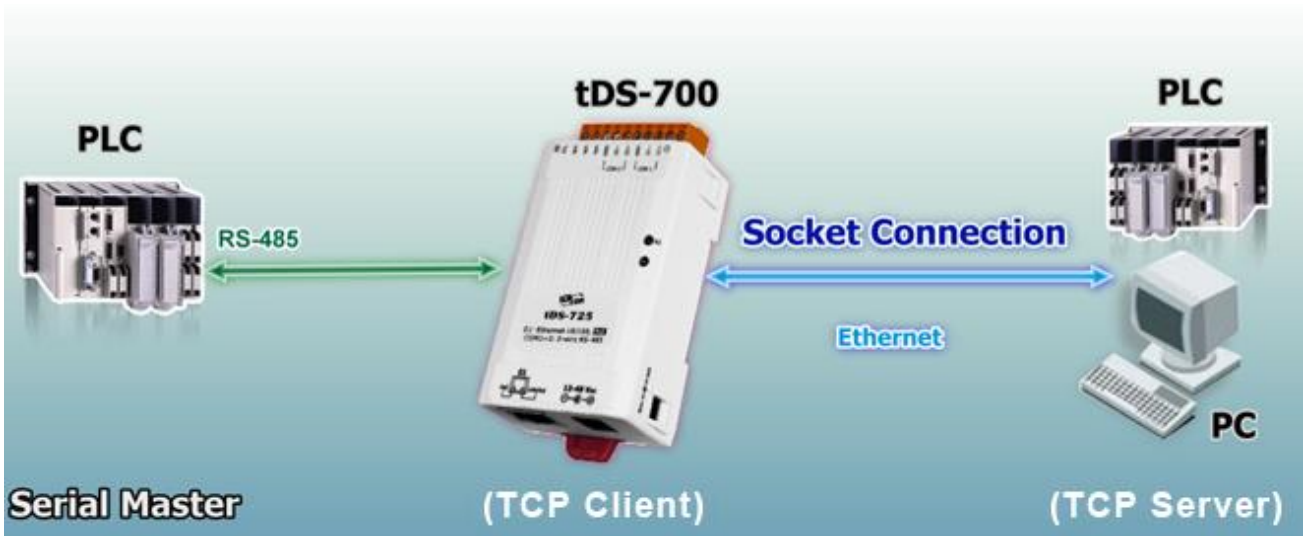 tDS-700
PLC
PLC
RS-485
Socket Connection
Ethernet
tDS-725
PC
Serial Master
(TCP Client)
(TCP Server)